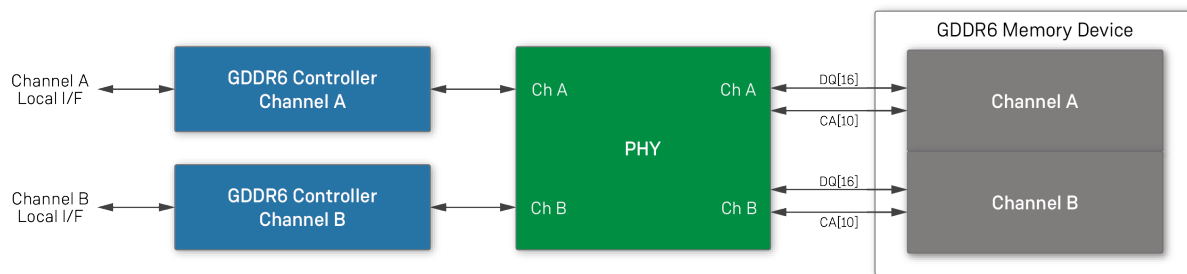 GDDR6 Memory Device
Channel A
Local I/F
GDDR6 Controller
Channel A
Ch A
Ch A
DQ[16]
CA[10]
Channel A
PHY
Channel B
Local I/F
GDDR6 Controller
Channel B
Ch B
Ch B
DQ[16]
CA[10]
Channel B